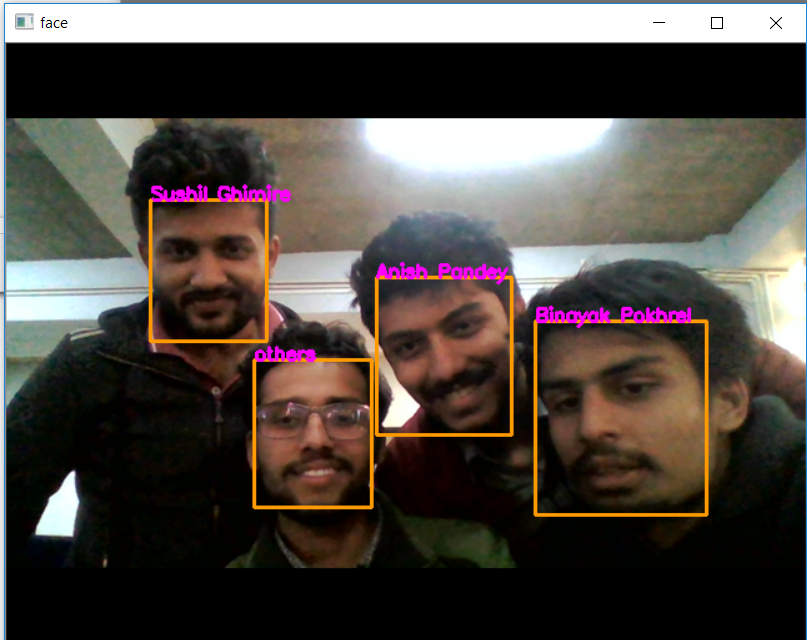 face
Sushil Ghimire
Anish Pandey
Binayak Pokhrel
others